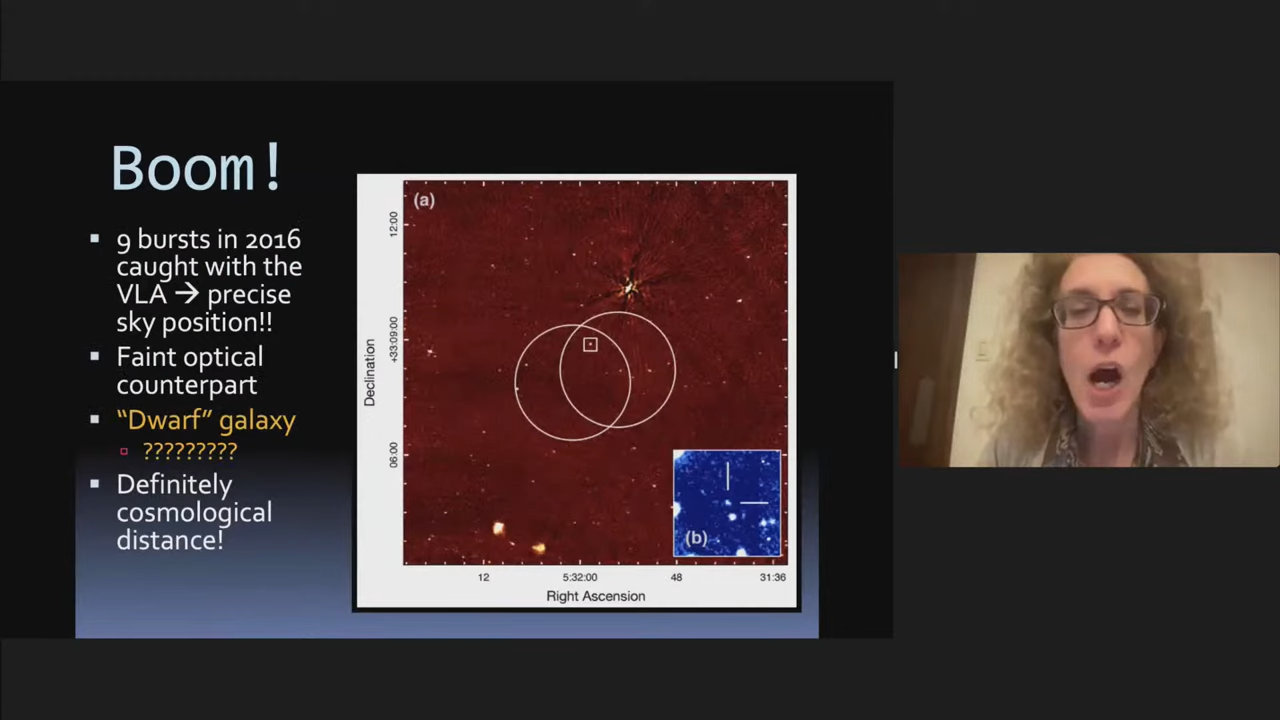 Boom!
9 bursts in 2016
caught with the
VLA → precise
sky position!!
Faint optical
counterpart
“Dwarf” galaxy
?????????
Definitely
cosmological
distance!
(a)
12:00
+33:09:00
06:00
Declination
(b)
12
5:32:00
48
31:36
Right Ascension